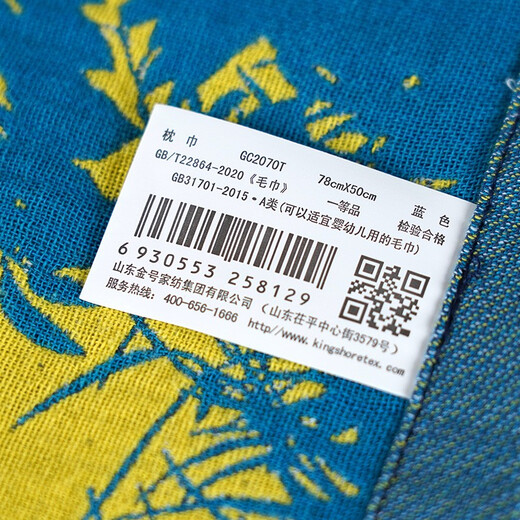 枕巾 GC2070T 78cmX50cm 蓝色
GB/T22864-2020《毛巾》 一等品 检验合格
GB31701-2015·A类(可以适宜婴幼儿用的毛巾)
6 930553 258129
山东金号家纺集团有限公司 (山东茌平中心街3579号)
服务热线: 400-656-1666 http//www.kingshoretex.com